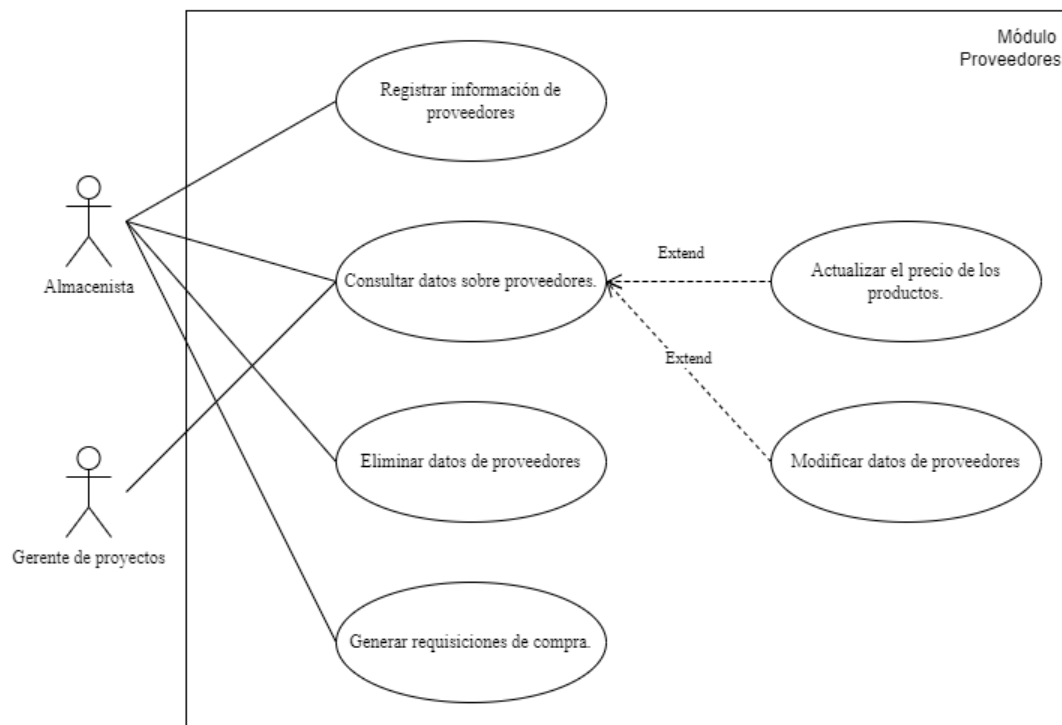 Módulo
Proveedores
Registrar información de
proveedores
Almacenista
Consultar datos sobre proveedores.
Extend
Actualizar el precio de los
productos.
Extend
Eliminar datos de proveedores
Modificar datos de proveedores
Gerente de proyectos
Generar requisiciones de compra.